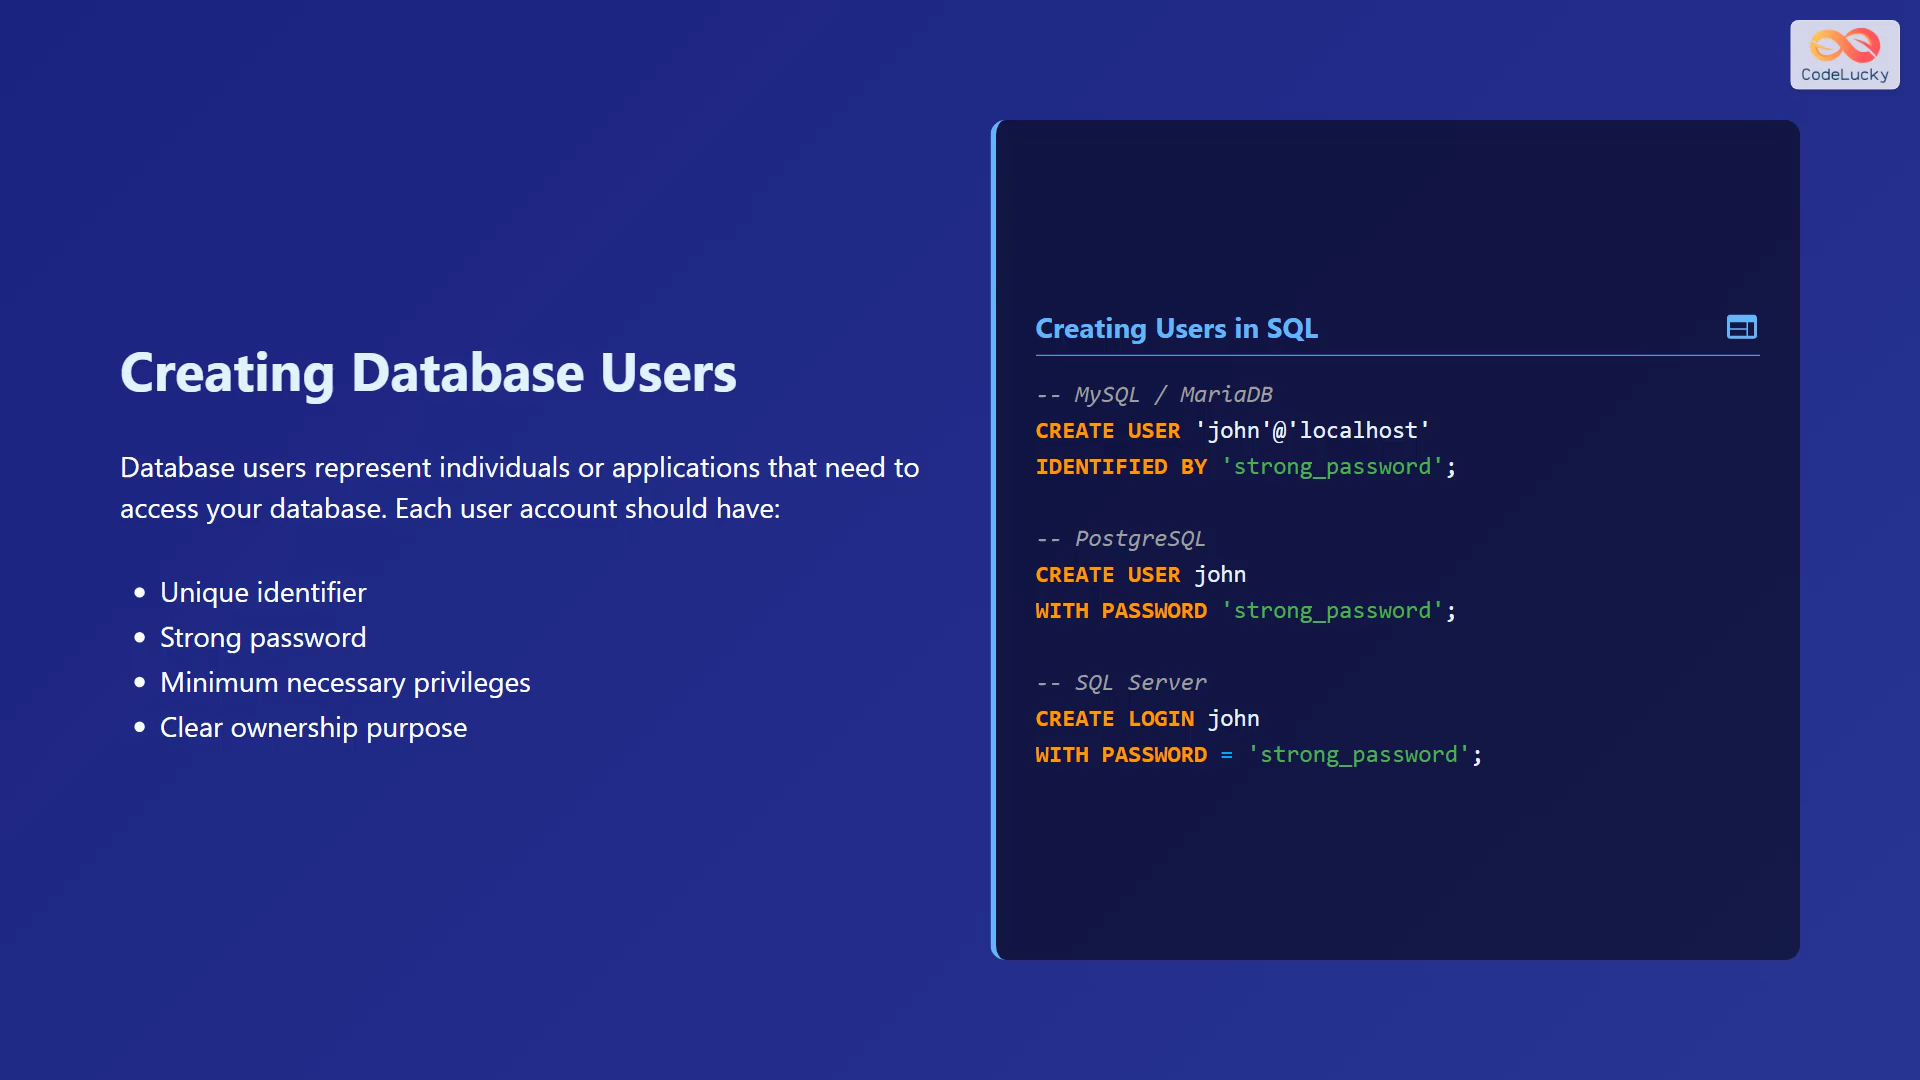 CodeLucky
Creating Database Users
Database users represent individuals or applications that need to
access your database. Each user account should have:
• Unique identifier
• Strong password
• Minimum necessary privileges
• Clear ownership purpose
Creating Users in SQL
-- MySQL / MariaDB
CREATE USER 'john'@'localhost'
IDENTIFIED BY 'strong_password';
-- PostgreSQL
CREATE USER john
WITH PASSWORD 'strong_password';
-- SQL Server
CREATE LOGIN john
WITH PASSWORD = 'strong_password';